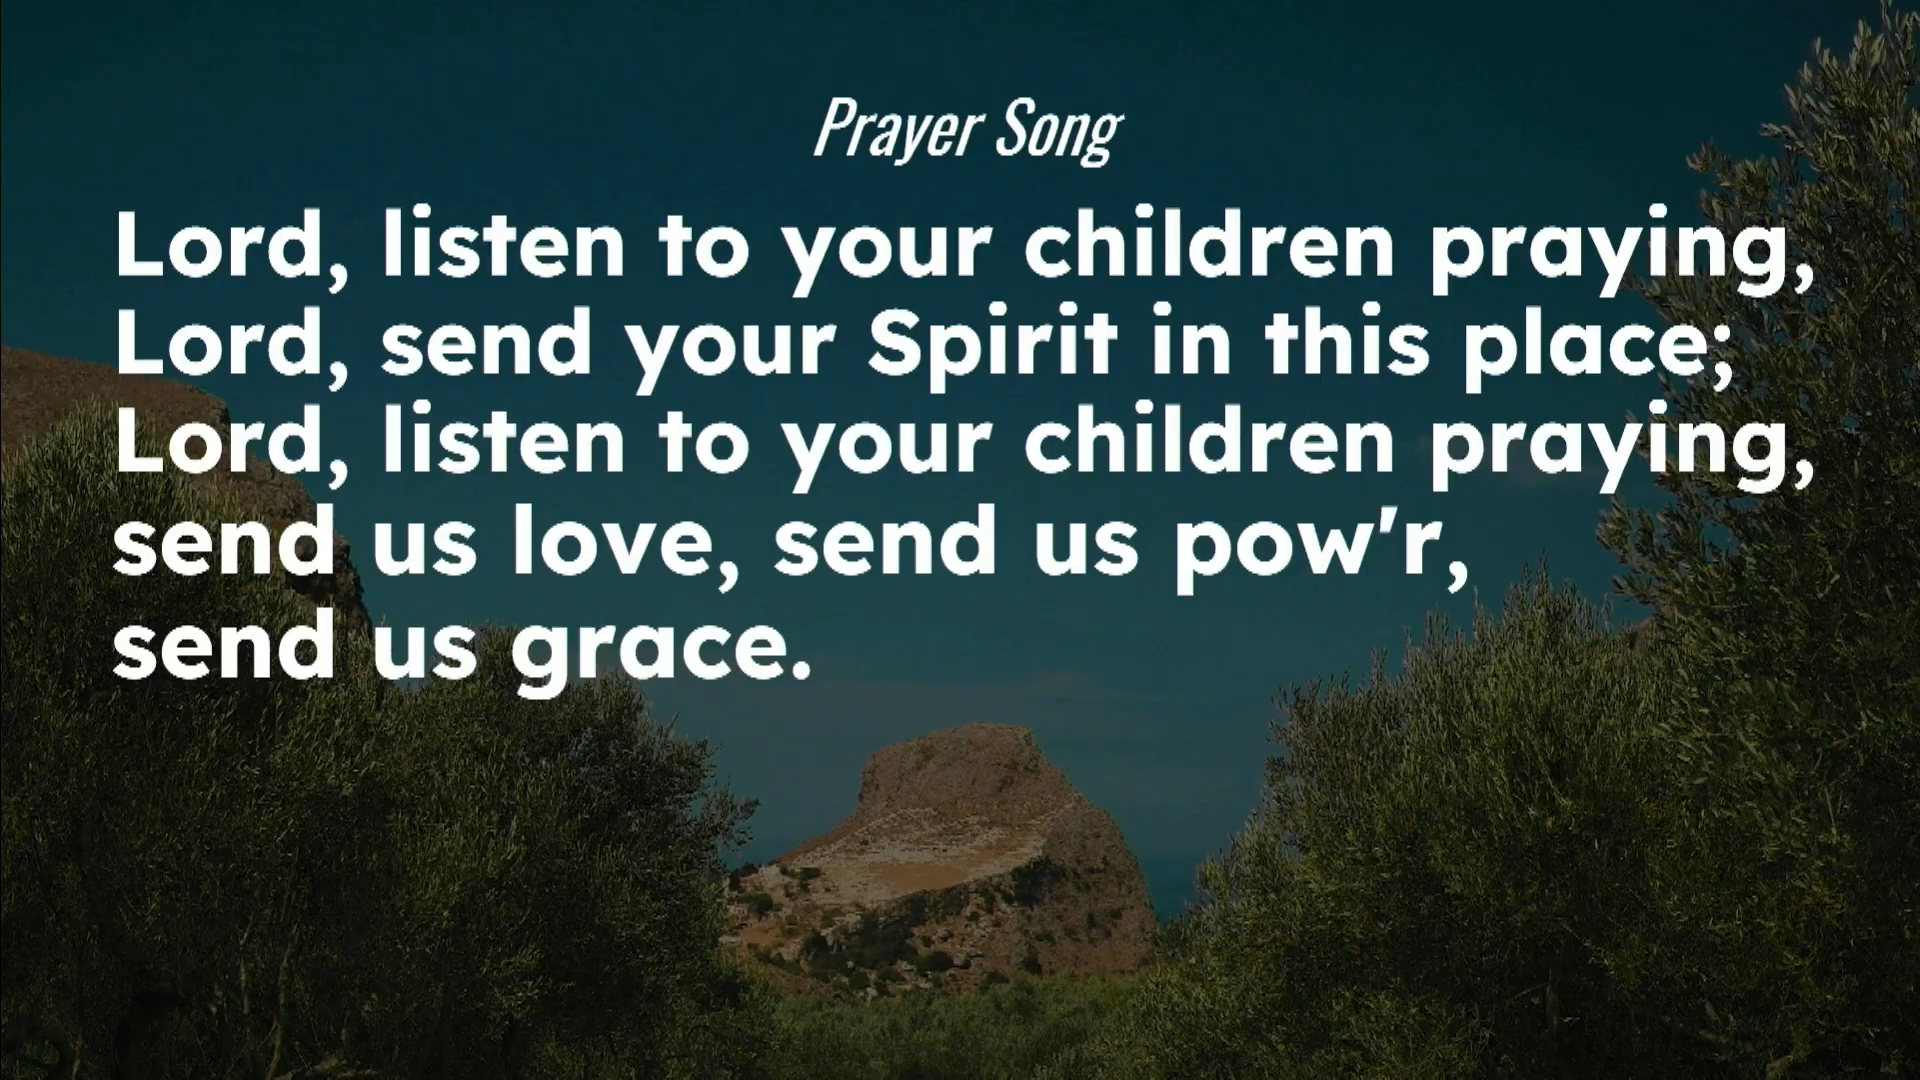 Prayer Song
Lord, listen to your children praying,
Lord, send your Spirit in this place;
Lord, listen to your children praying,
send us love, send us pow'r,
send us grace.